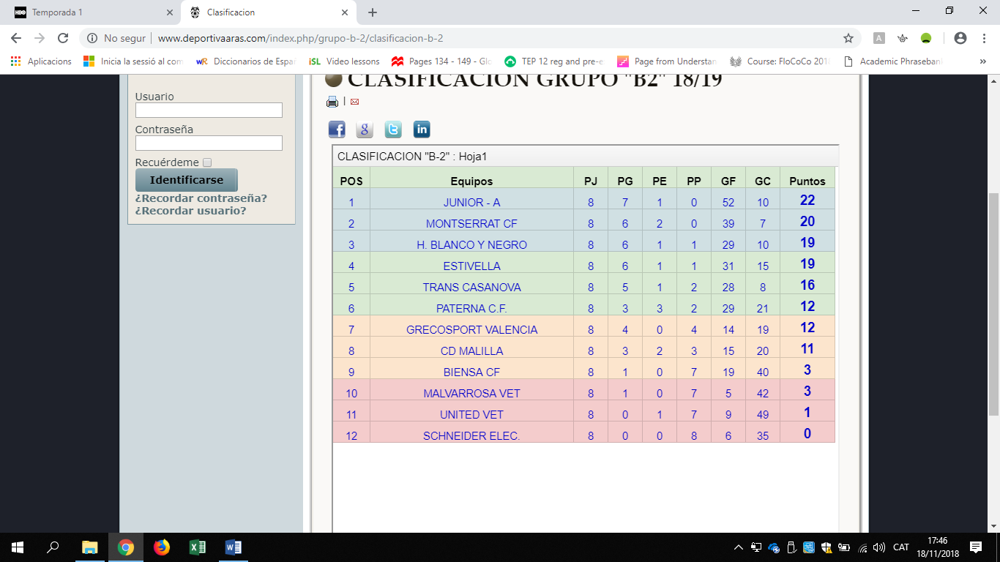 HBO Temporada 1
Clasificacion
No segur | www.deportivaaras.com/index.php/grupo-b-2/clasificacion-b-2
A
Aplicacions Inicia la sessió al com wR Diccionarios de Espa iSL Video lessons Pages 134 - 149 - Glo TEP 12 reg and pre-e Page from Understan Course: FloCoCo 201 Academic Phraseban »
Usuario
Contraseña
Recuérdeme
Identificarse
¿Recordar contraseña?
¿Recordar usuario?
CLASIFICACION GRUPO "B2" 18/19
|
f g t in
CLASIFICACION "B-2" : Hoja1
POS Equipos PJ PG PE PP GF GC Puntos
1 JUNIOR - A 8 7 1 0 52 10 22
2 MONTSERRAT CF 8 6 2 0 39 7 20
3 H. BLANCO Y NEGRO 8 6 1 1 29 10 19
4 ESTIVELLA 8 6 1 1 31 15 19
5 TRANS CASANOVA 8 5 1 2 28 8 16
6 PATERNA C.F. 8 3 3 2 29 21 12
7 GRECOSPORT VALENCIA 8 4 0 4 14 19 12
8 CD MALILLA 8 3 2 3 15 20 11
9 BIENSA CF 8 1 0 7 19 40 3
10 MALVARROSA VET 8 1 0 7 5 42 3
11 UNITED VET 8 0 1 7 9 49 1
12 SCHNEIDER ELEC. 8 0 0 8 6 35 0
CAT
17:46
18/11/2018